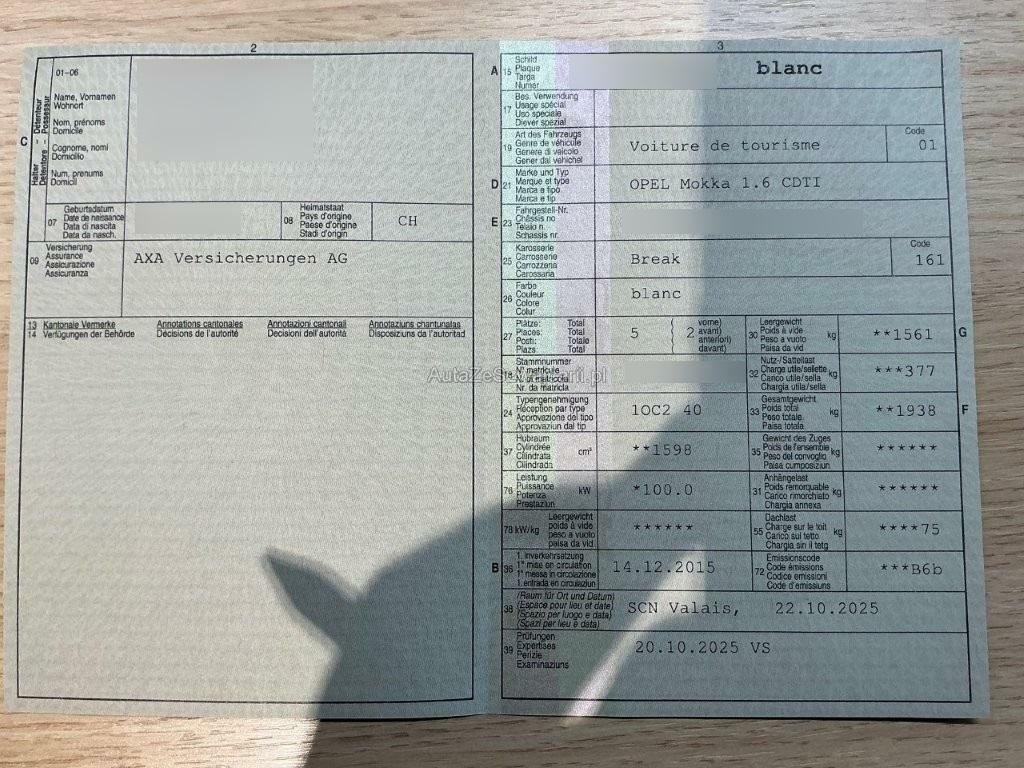 2
01-06
C
Halter Détenteur
Detentore Possessur
Name, Vornamen
Wohnort
Nom, prénoms
Domicile
Cognome, nomi
Domicilio
Num, prenums
Domicil
07
Geburtsdatum
Date de naissance
Data di nascita
Data da nasch.
08
Heimatstaat
Pays d'origine
Paese d'origine
Stadi d'origin
CH
09
Versicherung
Assurance
Assicurazione
Assicuranza
AXA Versicherungen AG
13 Kantonale Vermerke Annotations cantonales Annotazioni cantonali Annotaziuns chantunalas
14 Verfügungen der Behörde Décisions de l'autorité Decisioni dell'autorità Disposiziuns da l'autoritad
3
A
15
Schild
Plaque
Targa
Numer
blanc
17
Bes. Verwendung
Usage spécial
Uso speciale
Diever spezial
19
Art des Fahrzeugs
Genre de véhicule
Genere di veicolo
Gener dal vehichel
Voiture de tourisme
Code
01
D
21
Marke und Typ
Marque et type
Marca e tipo
Marca e tip
OPEL Mokka 1.6 CDTI
E
23
Fahrgestell-Nr.
Châssis no
Telaio n.
Schassis nr.
25
Karosserie
Carrosserie
Carrozzeria
Carossaria
Break
Code
161
26
Farbe
Couleur
Colore
Colur
blanc
27
Plätze: Total
Places: Total
Posti: Totale
Plazs: Total
5
2
vorne)
avant)
anteriori)
davant)
30
Leergewicht
Poids à vide
Peso a vuoto
Paisa da vid
kg
**1561
G
18
Stammnummer
N° matricule
N° di matricola
Nr. da matricla
32
Nutz-/Sattellast
Charge utile/sellette
Carico utile/sella
Chargia utila/sella
kg
***377
24
Typengenehmigung
Réception par type
Approvazione del tipo
Approvaziun dal tip
1OC2 40
33
Gesamtgewicht
Poids total
Peso totale
Paisa totala
kg
**1938
F
37
Hubraum
Cylindrée
Cilindrata
Cilindrada
cm³
**1598
35
Gewicht des Zuges
Poids de l'ensemble
Peso del convoglio
Paisa cumposiziun
kg
******
76
Leistung
Puissance
Potenza
Prestaziun
kW
*100.0
31
Anhängelast
Poids remorquable
Carico rimorchiato
Chargia annexa
kg
******
78 kW/kg
Leergewicht
poids à vide
peso a vuoto
paisa da vid
******
55
Dachlast
Charge sur le toit
Carico sul tetto
Chargia sin il tetg
kg
****75
B
36
1. Inverkehrsetzung
1re mise en circulation
1a messa in circolazione
1. entrada en circulaziun
14.12.2015
72
Emissionscode
Code émissions
Codice emissioni
Code d'emissiuns
***B6b
38
(Raum für Ort und Datum)
(Espace pour lieu et date)
(Spazio per luogo e data)
(Spazi per lieu e data)
SCN Valais, 22.10.2025
39
Prüfungen
Expertises
Perizie
Examinaziuns
20.10.2025 VS